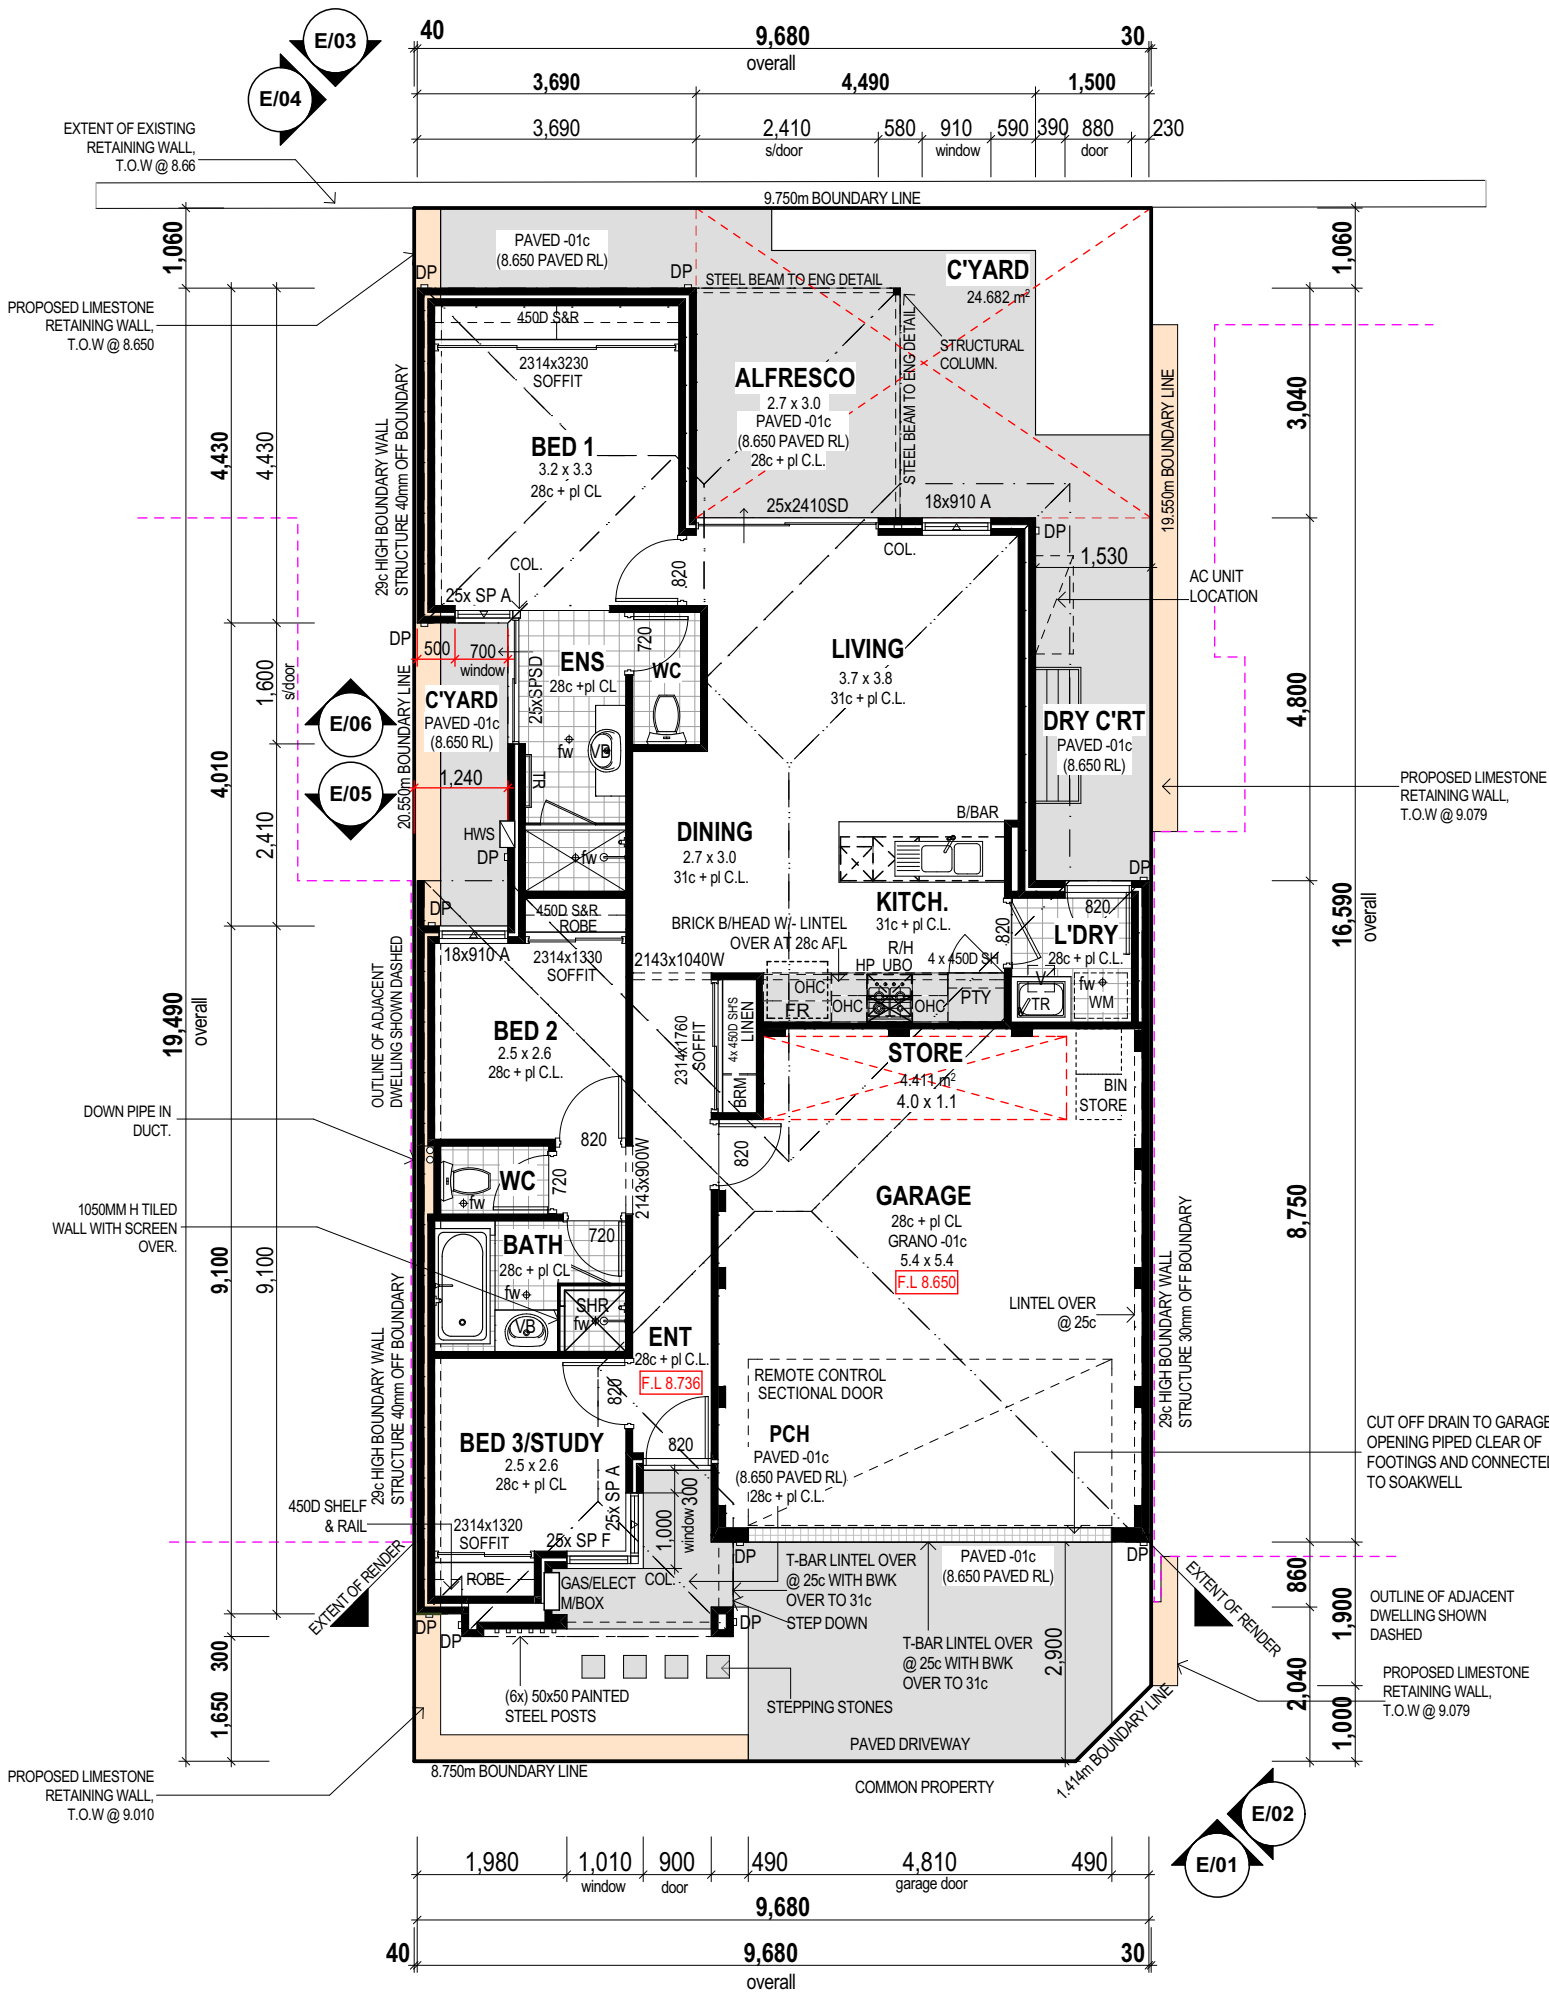 40
9,680
30
overall
E/03
E/04
3,690
4,490
1,500
3,690
2,410
580
910
590
390
880
230
s/door
window
door
EXTENT OF EXISTING
RETAINING WALL,
T.O.W @ 8.66
9.750m BOUNDARY LINE
1,060
1,060
PAVED -01c
(8.650 PAVED RL)
C'YARD
24.682 m²
DP
DP
STEEL BEAM TO ENG DETAIL
PROPOSED LIMESTONE
RETAINING WALL,
T.O.W @ 8.650
450D S&R
2314x3230
SOFFIT
STRUCTURAL
COLUMN.
STEEL BEAM TO ENG DETAIL
ALFRESCO
2.7 x 3.0
PAVED -01c
(8.650 PAVED RL)
28c + pl C.L.
29c HIGH BOUNDARY WALL
STRUCTURE 40mm OFF BOUNDARY
19.550m BOUNDARY LINE
3,040
4,430
4,430
BED 1
3.2 x 3.3
28c + pl CL
25x2410SD
18x910 A
COL.
DP
1,530
AC UNIT
LOCATION
820
COL.
25x SP A
DP
500
700
window
720
WC
ENS
28c +pl CL
25xSPSD
LIVING
3.7 x 3.8
31c + pl C.L.
1,600
s/door
20.550m BOUNDARY LINE
C'YARD
PAVED -01c
(8.650 RL)
E/06
E/05
fw
VB
TR
4,010
4,800
DRY C'RT
PAVED -01c
(8.650 RL)
1,240
2,410
HWS
DP
fw
PROPOSED LIMESTONE
RETAINING WALL,
T.O.W @ 9.079
B/BAR
DINING
2.7 x 3.0
31c + pl C.L.
DP
KITCH.
31c + pl C.L.
820
820
L'DRY
28c + pl C.L.
DP
450D S&R
ROBE
BRICK B/HEAD W/- LINTEL
OVER AT 28c AFL
18x910 A
2314x1330
SOFFIT
2143x1040W
R/H
HP UBO
4 x 450D SH
V
fw
WM
TR
OHC
FR
OHC
OHC
PTY
16,590
overall
19,490
overall
OUTLINE OF ADJACENT
DWELLING SHOWN DASHED
BED 2
2.5 x 2.6
28c + pl C.L.
2314x1760
SOFFIT
4x 450D SH'S
LINEN
BRM
STORE
4.411 m²
4.0 x 1.1
BIN
STORE
DOWN PIPE IN
DUCT.
820
820
2143x900W
WC
fw
720
GARAGE
28c + pl CL
GRANO -01c
5.4 x 5.4
F.L 8.650
8,750
1050MM H TILED
WALL WITH SCREEN
OVER.
720
BATH
28c + pl CL
fw
SHR
fw
VB
9,100
9,100
LINTEL OVER
@ 25c
29c HIGH BOUNDARY WALL
STRUCTURE 30mm OFF BOUNDARY
29c HIGH BOUNDARY WALL
STRUCTURE 40mm OFF BOUNDARY
ENT
28c + pl C.L.
F.L 8.736
820
REMOTE CONTROL
SECTIONAL DOOR
820
BED 3/STUDY
2.5 x 2.6
28c + pl CL
PCH
PAVED -01c
(8.650 PAVED RL)
28c + pl C.L.
CUT OFF DRAIN TO GARAGE
OPENING PIPED CLEAR OF
FOOTINGS AND CONNECTED
TO SOAKWELL
25x SP A
300
1,000
window
450D SHELF
& RAIL
2314x1320
SOFFIT
25x SP F
EXTENT OF RENDER
ROBE
GAS/ELECT
M/BOX
COL.
DP
T-BAR LINTEL OVER
@ 25c WITH BWK
OVER TO 31c
STEP DOWN
PAVED -01c
(8.650 PAVED RL)
DP
EXTENT OF RENDER
860
1,900
OUTLINE OF ADJACENT
DWELLING SHOWN
DASHED
DP
DP
DP
T-BAR LINTEL OVER
@ 25c WITH BWK
OVER TO 31c
2,900
300
1,650
2,040
1,000
PROPOSED LIMESTONE
RETAINING WALL,
T.O.W @ 9.079
(6x) 50x50 PAINTED
STEEL POSTS
STEPPING STONES
PAVED DRIVEWAY
8.750m BOUNDARY LINE
COMMON PROPERTY
1.414m BOUNDARY LINE
PROPOSED LIMESTONE
RETAINING WALL,
T.O.W @ 9.010
E/02
E/01
1,980
1,010
900
490
4,810
490
window
door
garage door
9,680
40
9,680
30
overall